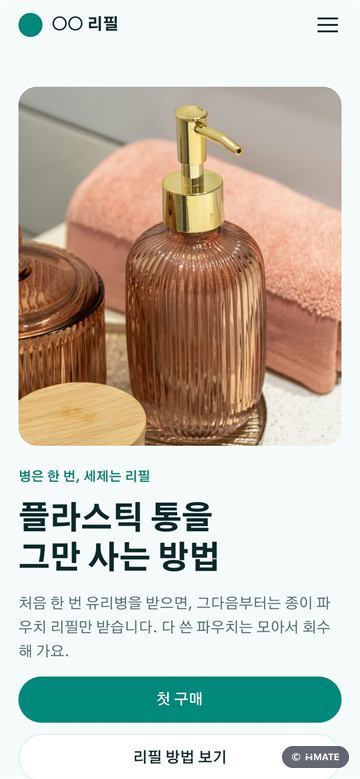 〇〇 리필
병은 한 번, 세제는 리필
플라스틱 통을
그만 사는 방법
처음 한 번 유리병을 받으면, 그다음부터는 종이 파
우치 리필만 받습니다. 다 쓴 파우치는 모아서 회수
해 가요.
첫 구매
리필 방법 보기
© HMATE